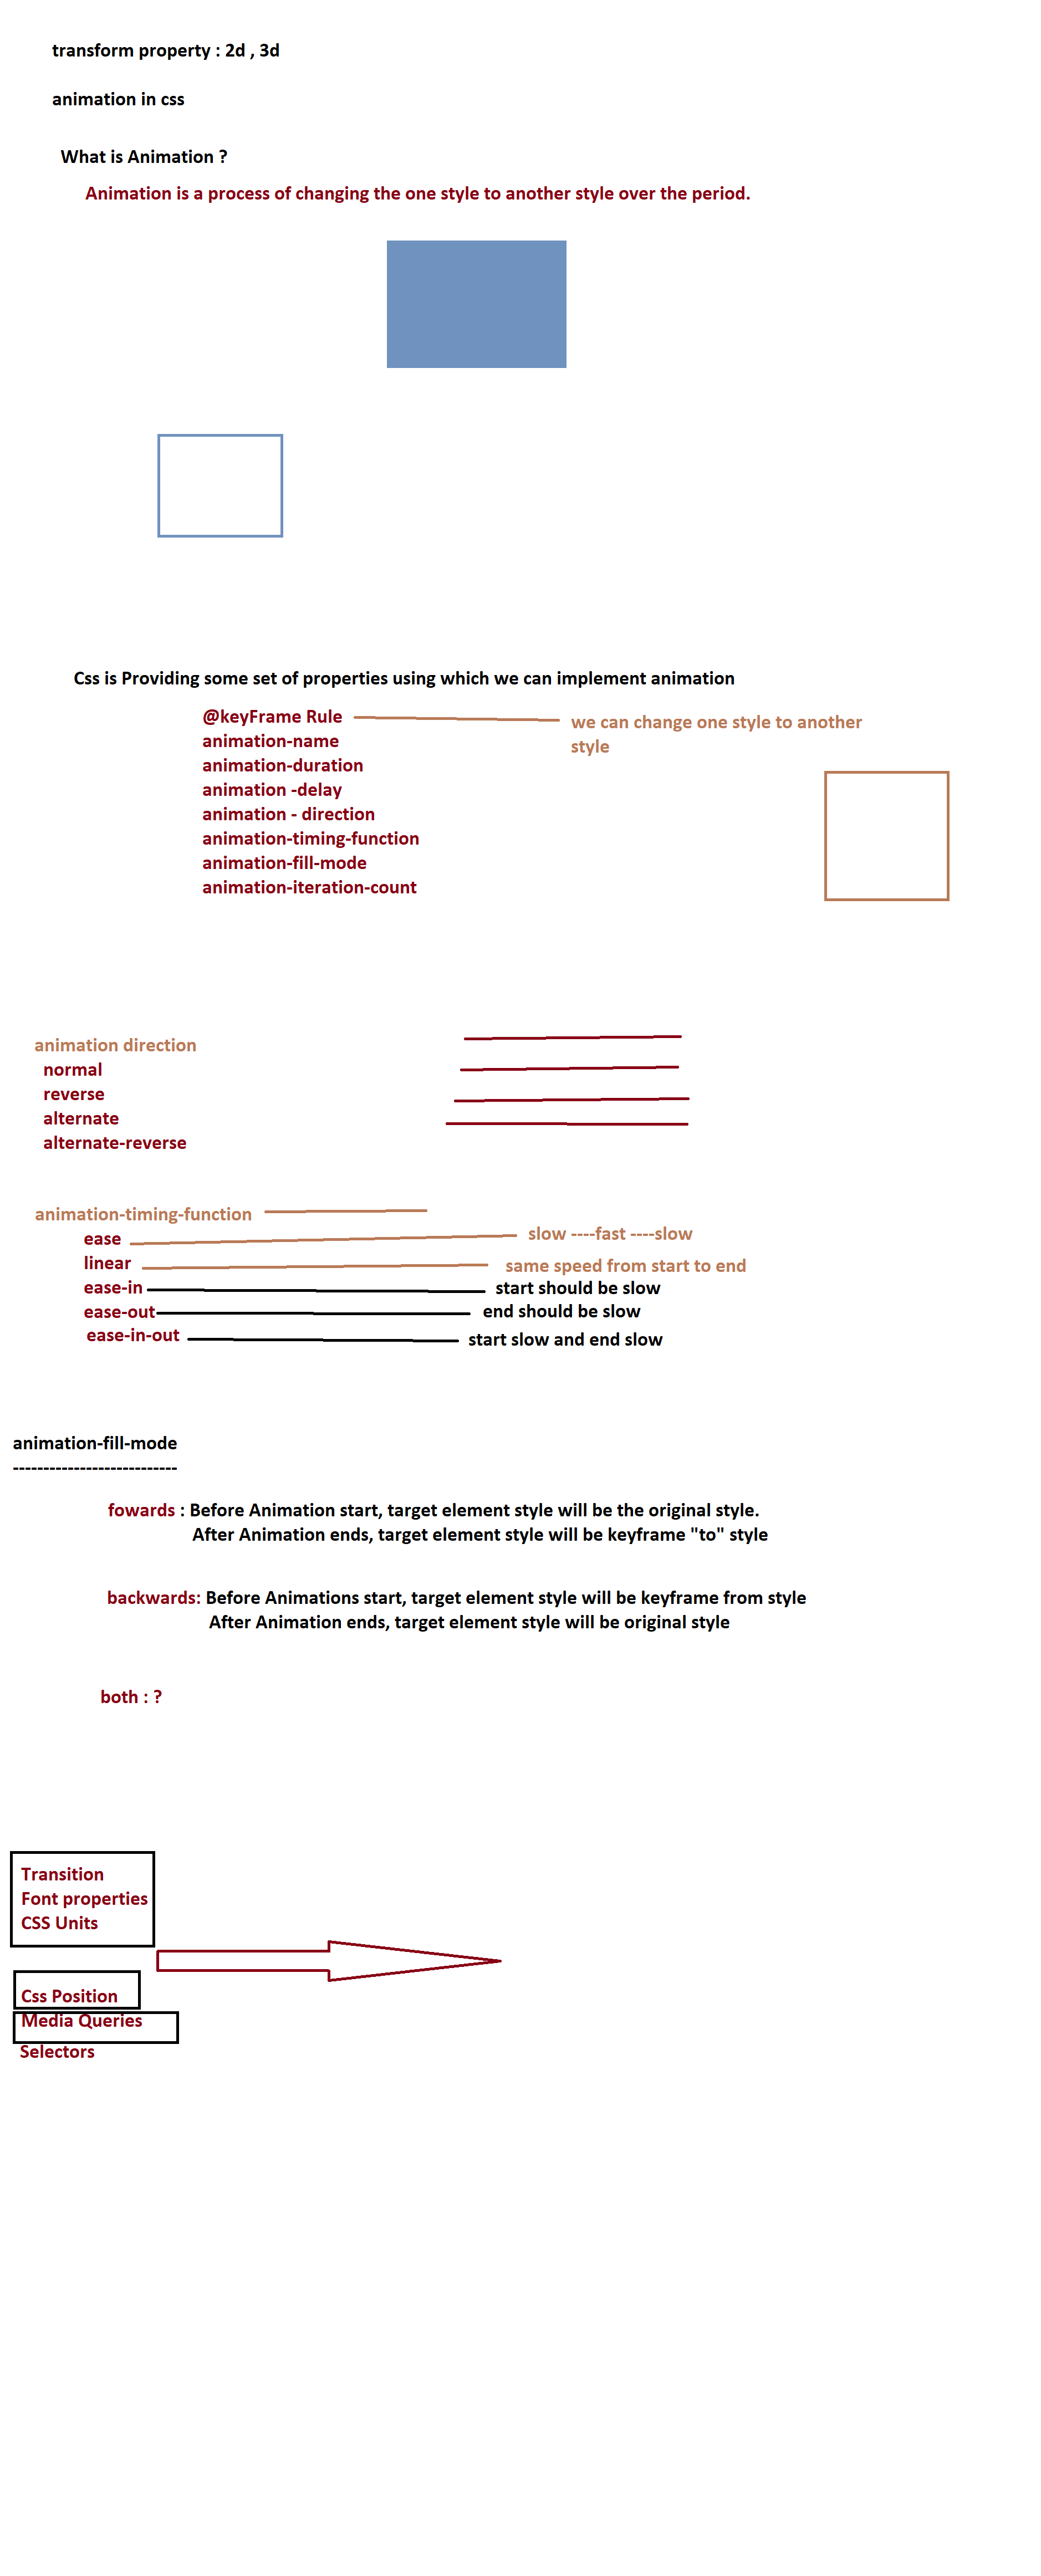 transform property : 2d , 3d
animation in css
What is Animation ?
Animation is a process of changing the one style to another style over the period.
Css is Providing some set of properties using which we can implement animation
@keyFrame Rule
we can change one style to another
style
animation-name
animation-duration
animation -delay
animation - direction
animation-timing-function
animation-fill-mode
animation-iteration-count
animation direction
normal
reverse
alternate
alternate-reverse
animation-timing-function
ease
slow ----fast ----slow
linear
same speed from start to end
ease-in
start should be slow
ease-out
end should be slow
ease-in-out
start slow and end slow
animation-fill-mode
---------------------------
fowards : Before Animation start, target element style will be the original style.
After Animation ends, target element style will be keyframe "to" style
backwards: Before Animations start, target element style will be keyframe from style
After Animation ends, target element style will be original style
both : ?
Transition
Font properties
CSS Units
Css Position
Media Queries
Selectors